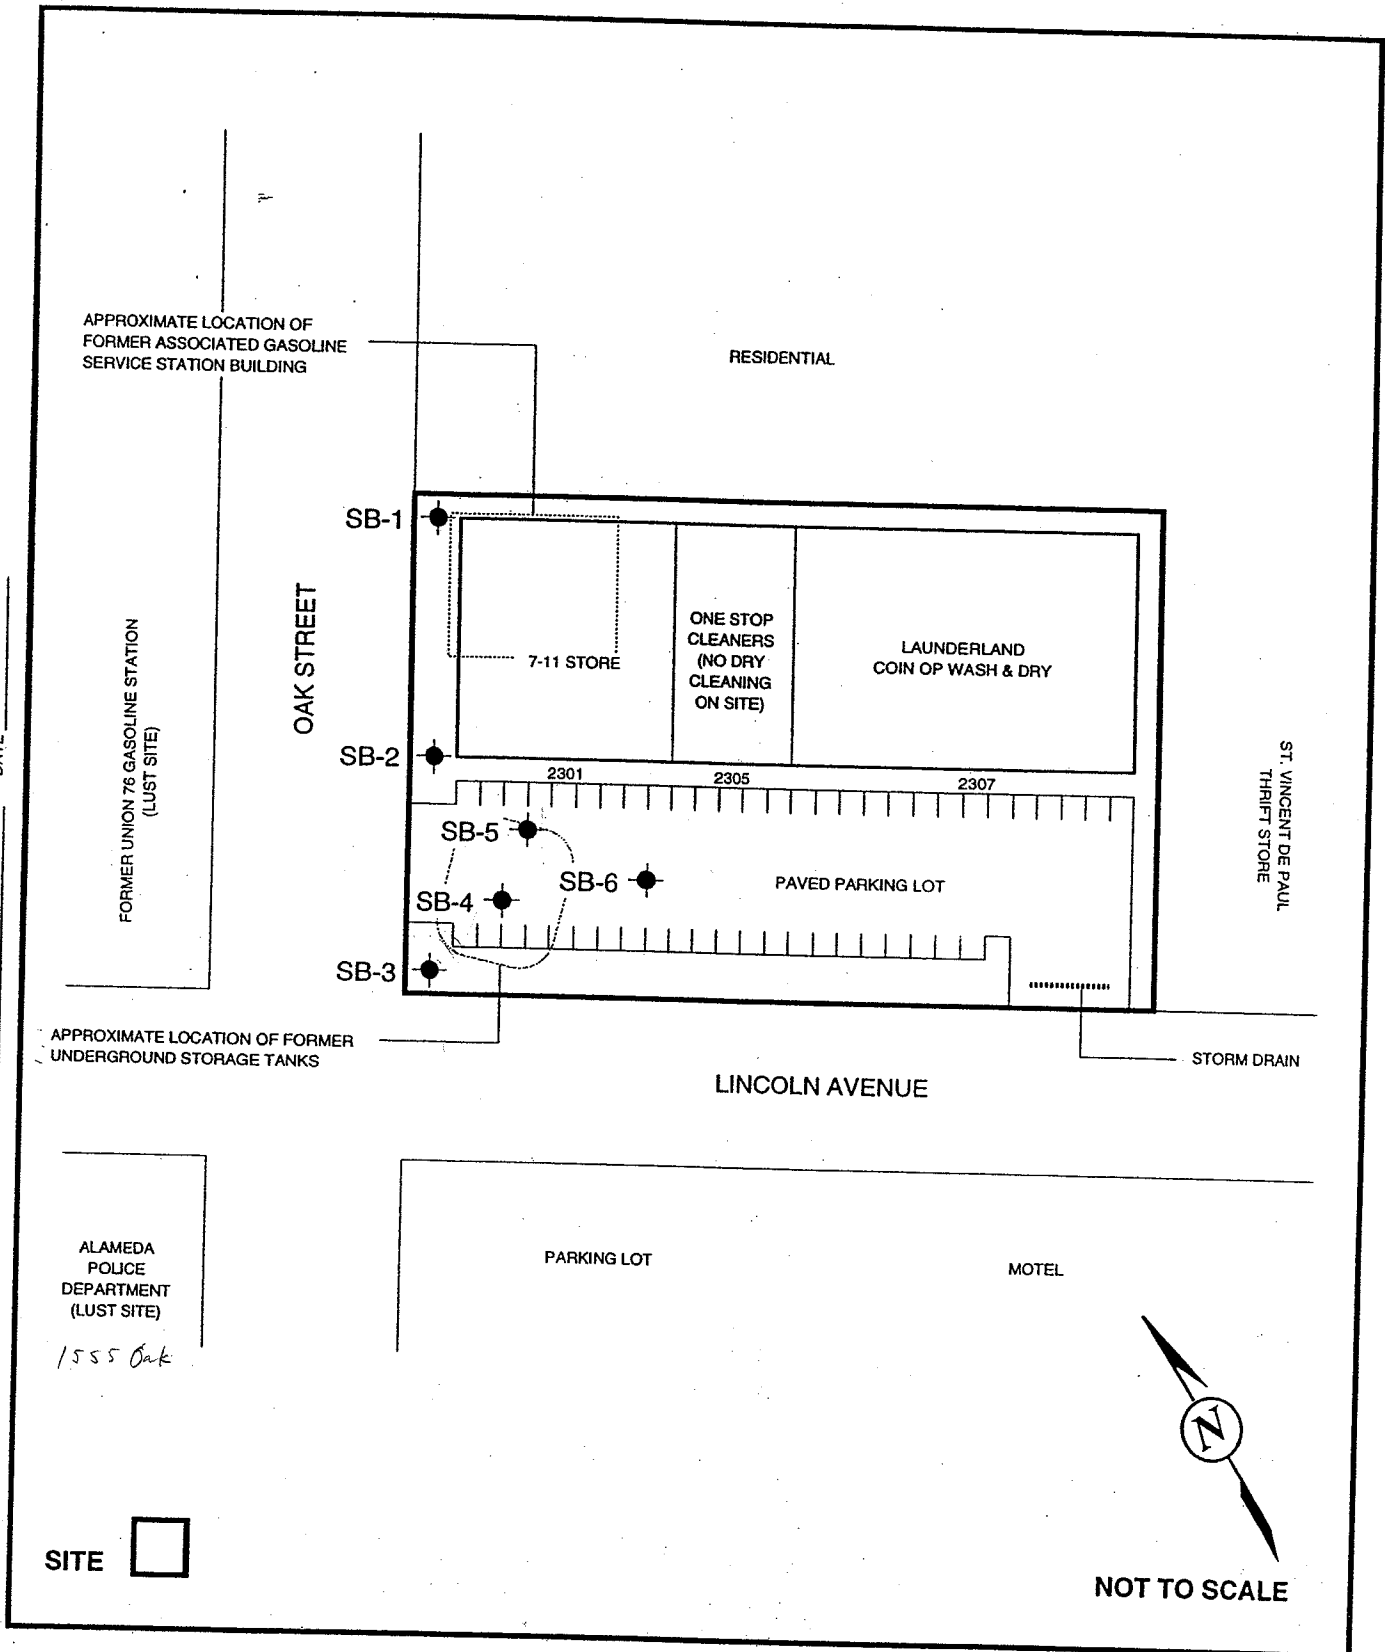 APPROXIMATE LOCATION OF
FORMER ASSOCIATED GASOLINE
SERVICE STATION BUILDING
RESIDENTIAL
SB-1
OAK STREET
FORMER UNION 76 GASOLINE STATION
(LUST SITE)
7-11 STORE
ONE STOP
CLEANERS
(NO DRY
CLEANING
ON SITE)
LAUNDERLAND
COIN OP WASH & DRY
SB-2
2301
2305
2307
ST. VINCENT DE PAUL
THRIFT STORE
SB-5
SB-6
PAVED PARKING LOT
SB-4
SB-3
APPROXIMATE LOCATION OF FORMER
UNDERGROUND STORAGE TANKS
STORM DRAIN
LINCOLN AVENUE
ALAMEDA
POLICE
DEPARTMENT
(LUST SITE)
1555 Oak
PARKING LOT
MOTEL
N
SITE
NOT TO SCALE